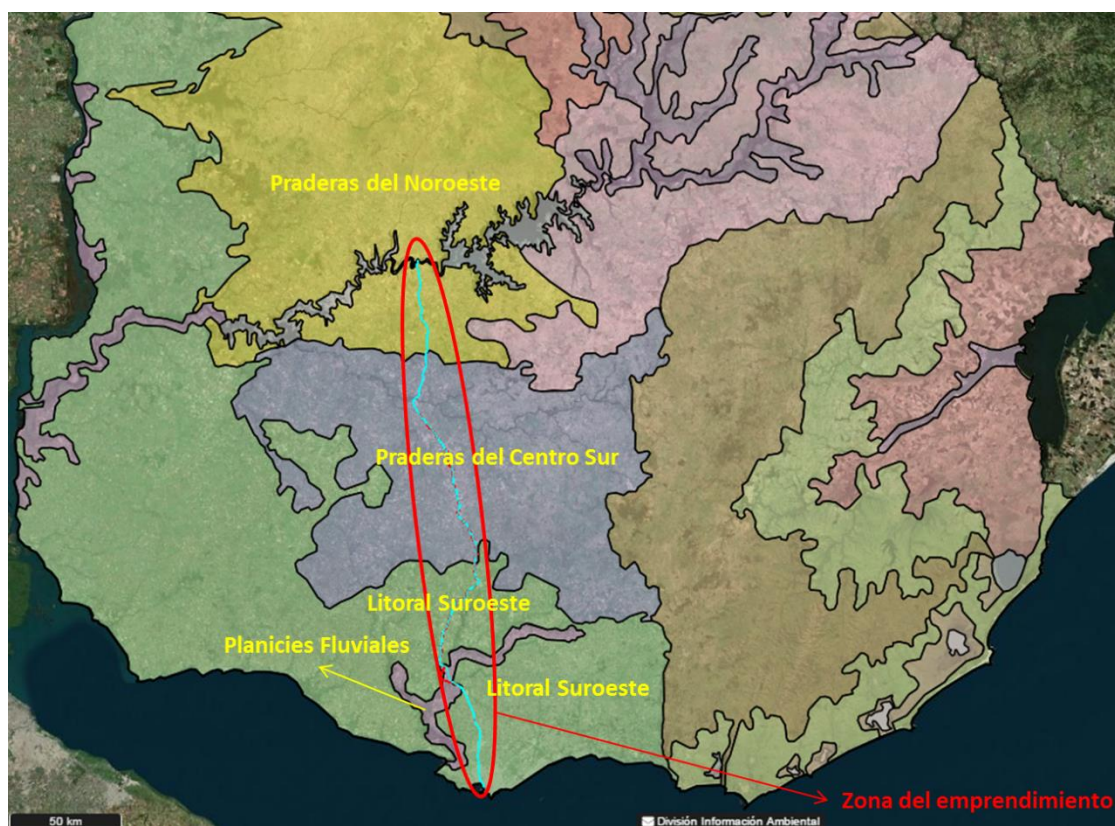 Praderas del Noroeste
Praderas del Centro Sur
Litoral Suroeste
Planicies Fluviales
Litoral Suroeste
Zona del emprendimiento
50 km
División Información Ambiental